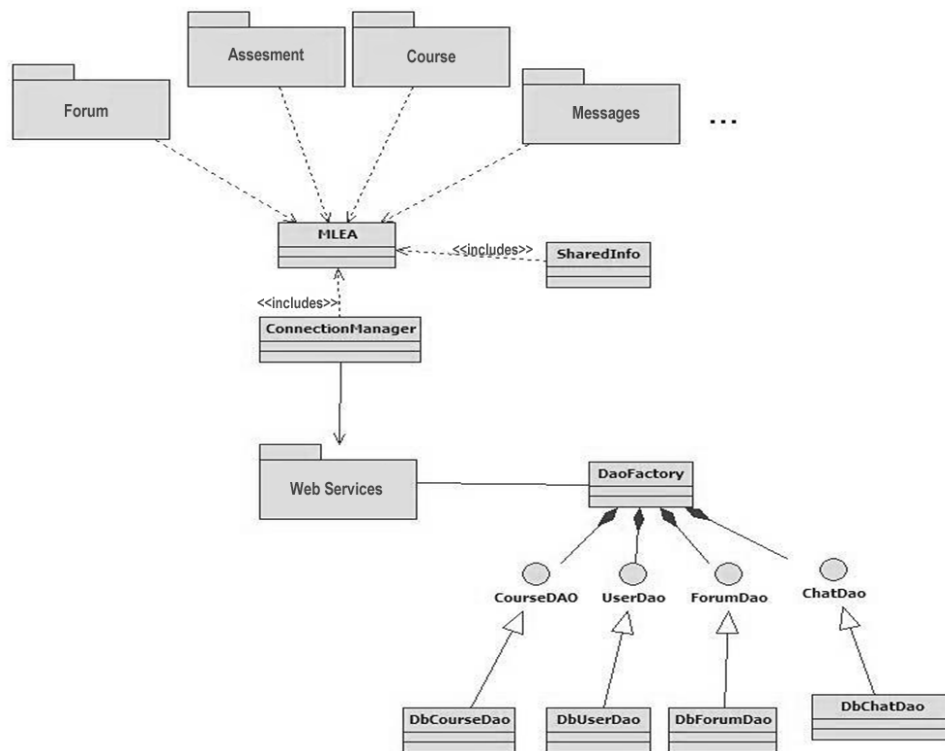 Assesment
Course
Forum
Messages
...
MLEA
<<includes>>
SharedInfo
<<includes>>
ConnectionManager
Web Services
DaoFactory
CourseDAO
UserDao
ForumDao
ChatDao
DbCourseDao
DbUserDao
DbForumDao
DbChatDao